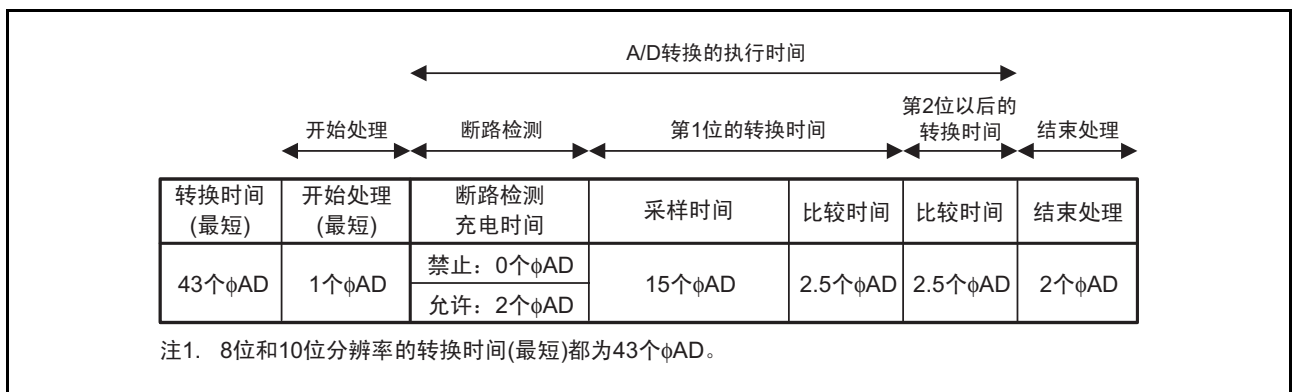 A/D转换的执行时间
开始处理
断路检测
第1位的转换时间
第2位以后的
转换时间
结束处理
转换时间
(最短)
开始处理
(最短)
断路检测
充电时间
采样时间
比较时间
比较时间
结束处理
43个ϕAD
1个ϕAD
禁止：0个ϕAD
允许：2个ϕAD
15个ϕAD
2.5个ϕAD
2.5个ϕAD
2个ϕAD
注1. 8位和10位分辨率的转换时间(最短)都为43个ϕAD。